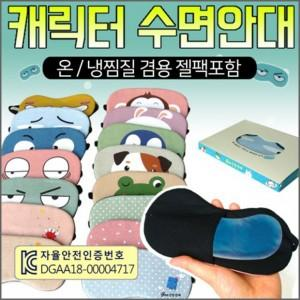 캐릭터 수면안대
온 / 냉찜질 겸용 젤팩포함
자율안전인증번호
DGAA18-00004717